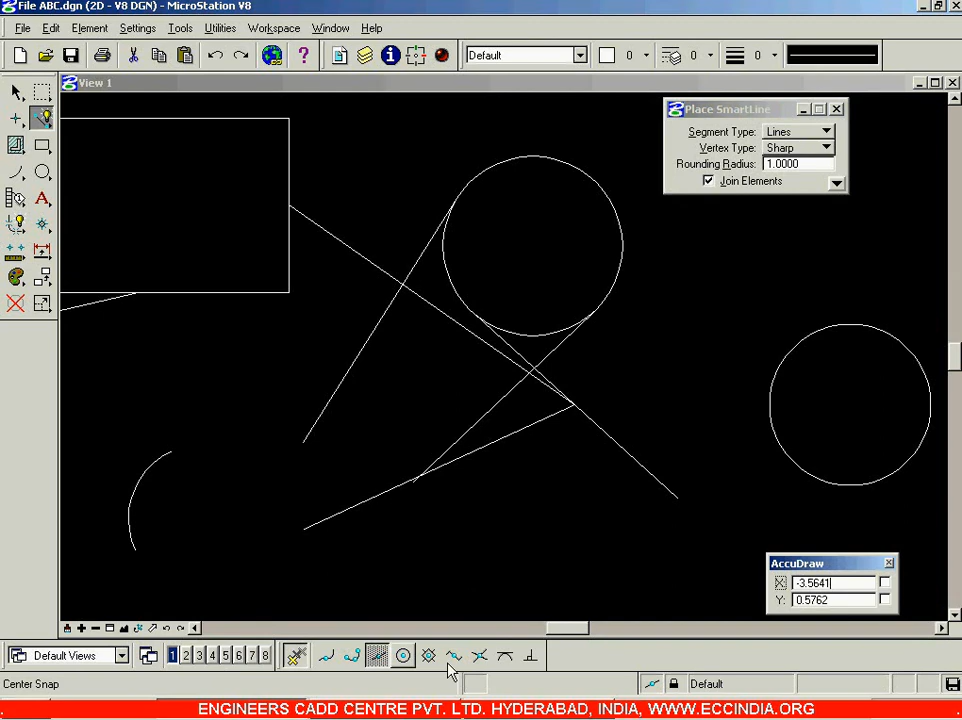 File ABC.dgn (2D - V8 DGN) - MicroStation V8
File Edit Element Settings Tools Utilities Workspace Window Help
Default 0 0 0
View 1
Place SmartLine
Segment Type: Lines
Vertex Type: Sharp
Rounding Radius: 1.0000
Join Elements
AccuDraw
X: -3.5641
Y: 0.5762
Default Views 1 2 3 4 5 6 7 8
Center Snap
Default
ENGINEERS CADD CENTRE PVT. LTD. HYDERABAD, INDIA, WWW.ECCINDIA.ORG